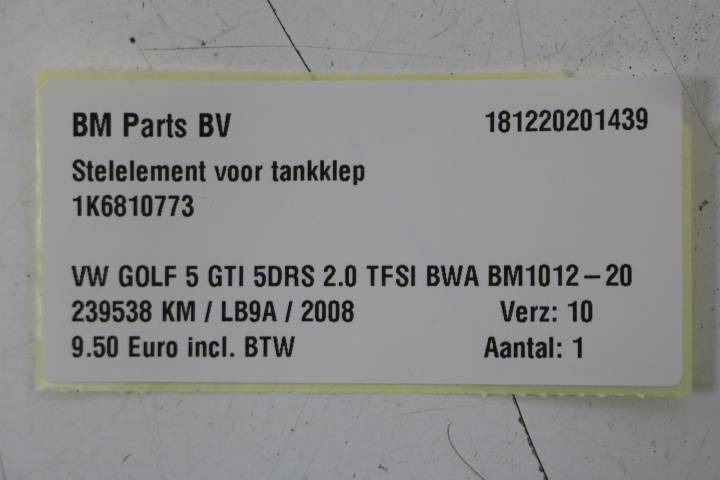 BM Parts BV 181220201439
Stelelement voor tankklep
1K6810773
VW GOLF 5 GTI 5DRS 2.0 TFSI BWA BM1012-20
239538 KM / LB9A / 2008 Verz: 10
9.50 Euro incl. BTW Aantal: 1